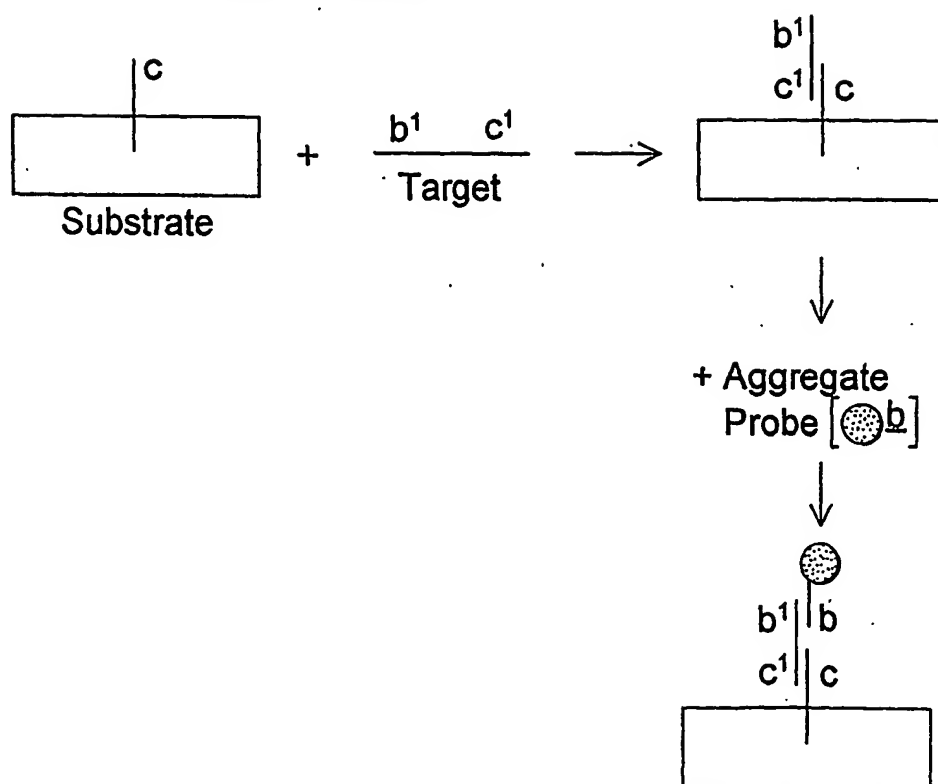 c
+
b¹ c¹
Target
Substrate
b¹
c¹ c
+ Aggregate
Probe [ b ]
b¹ b
c¹ c